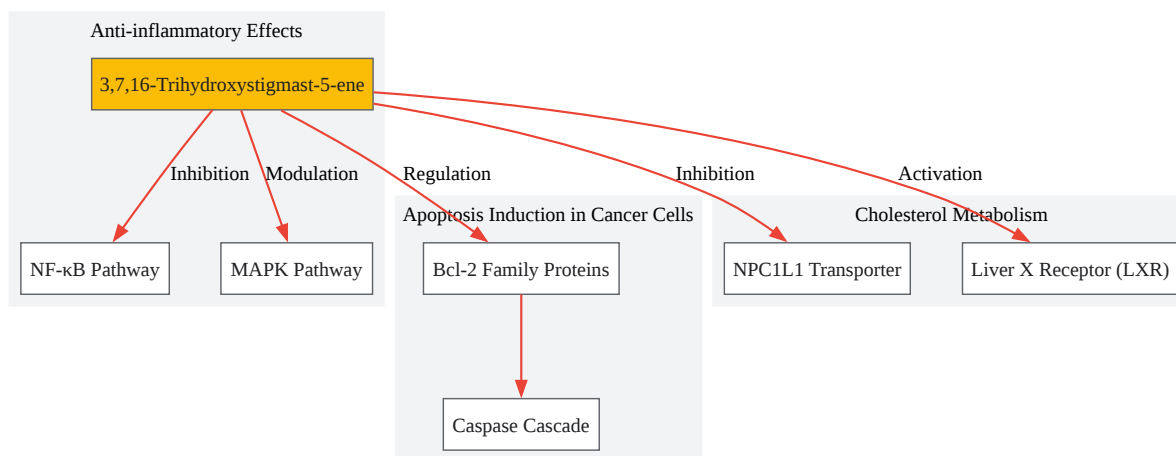 Anti-inflammatory Effects
3,7,16-Trihydroxystigmast-5-ene
Inhibition
Modulation
Regulation
Inhibition
Activation
Apoptosis Induction in Cancer Cells
Cholesterol Metabolism
NF-κB Pathway
MAPK Pathway
Bcl-2 Family Proteins
NPC1L1 Transporter
Liver X Receptor (LXR)
Caspase Cascade